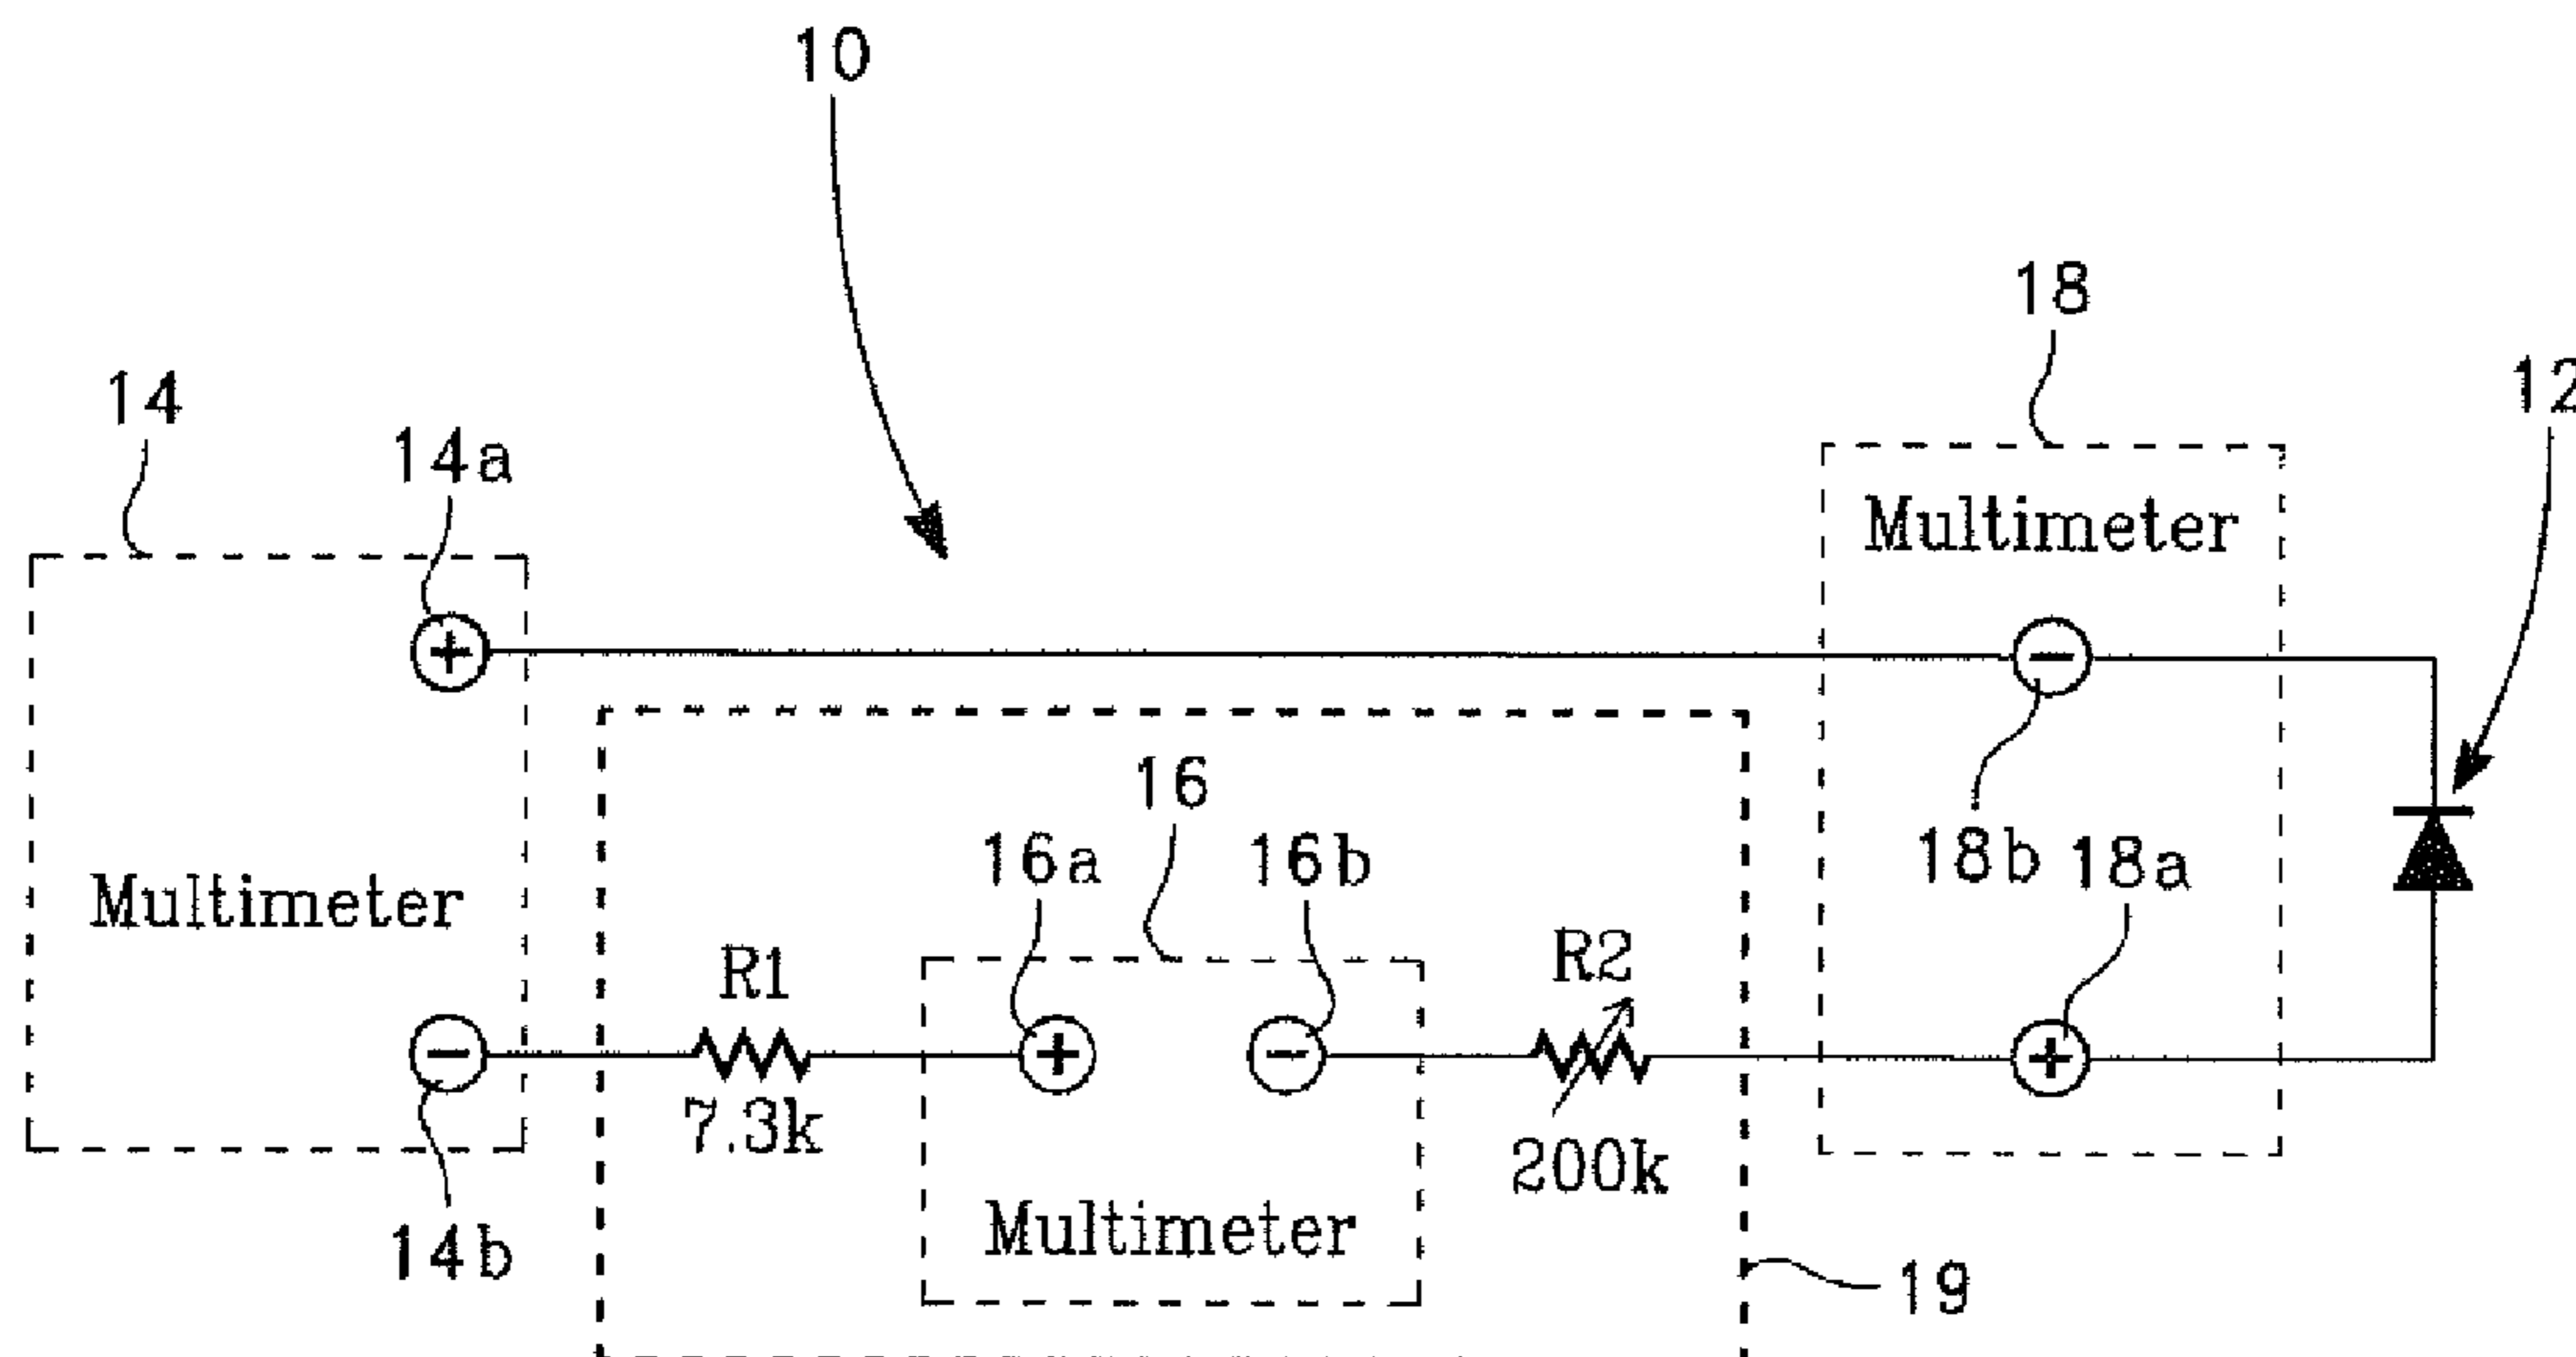 10
18
12
14
14a
Multimeter
16
16a
16b
18b
18a
Multimeter
R1
R2
7.3k
200k
Multimeter
14b
19
+
-
+
-
-
+